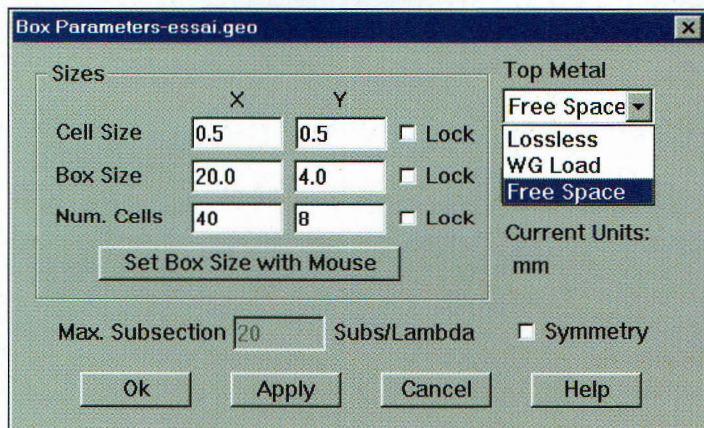 Box Parameters-essai.geo
Sizes
X Y
Cell Size 0.5 0.5 Lock
Box Size 20.0 4.0 Lock
Num. Cells 40 8 Lock
Set Box Size with Mouse
Top Metal
Free Space
Lossless
WG Load
Free Space
Current Units:
mm
Max. Subsection 20 Subs/Lambda Symmetry
Ok Apply Cancel Help